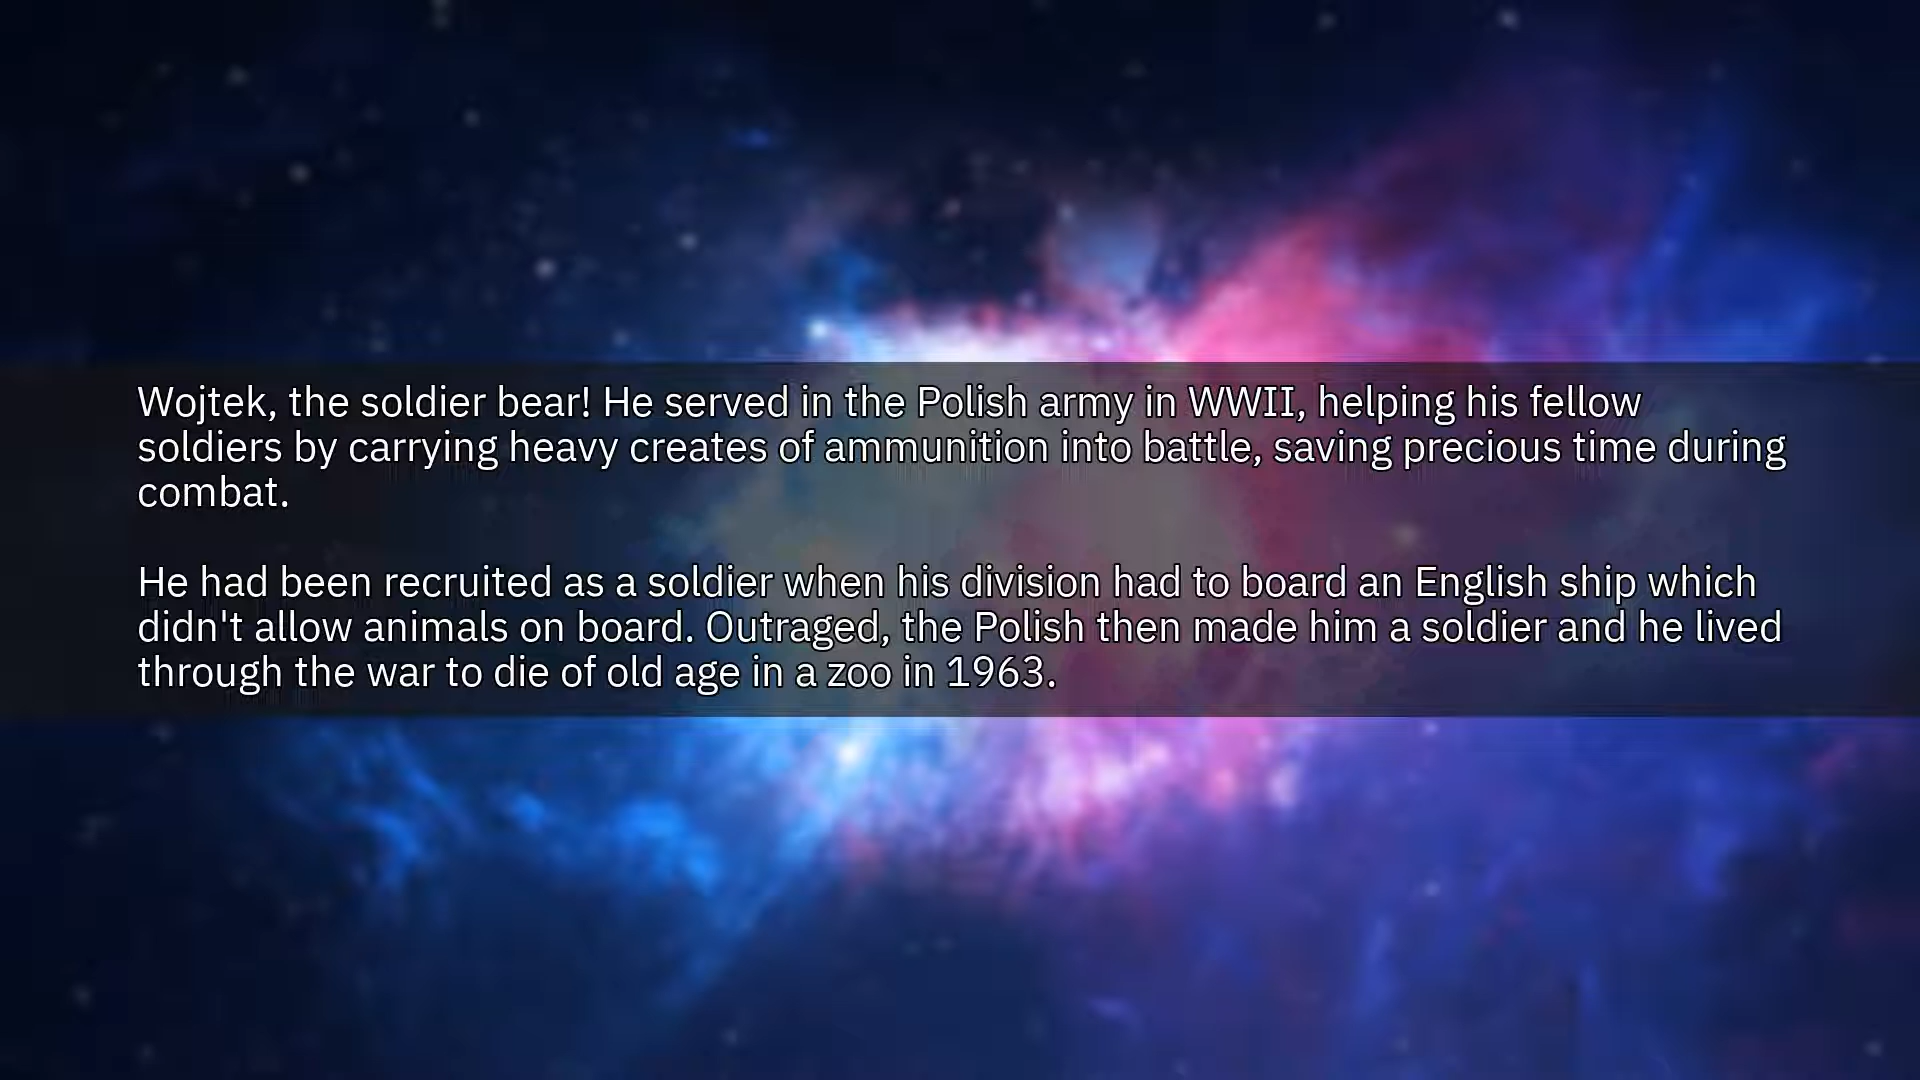 Wojtek, the soldier bear! He served in the Polish army in WWII, helping his fellow
soldiers by carrying heavy creates of ammunition into battle, saving precious time during
combat.
He had been recruited as a soldier when his division had to board an English ship which
didn't allow animals on board. Outraged, the Polish then made him a soldier and he lived
through the war to die of old age in a zoo in 1963.